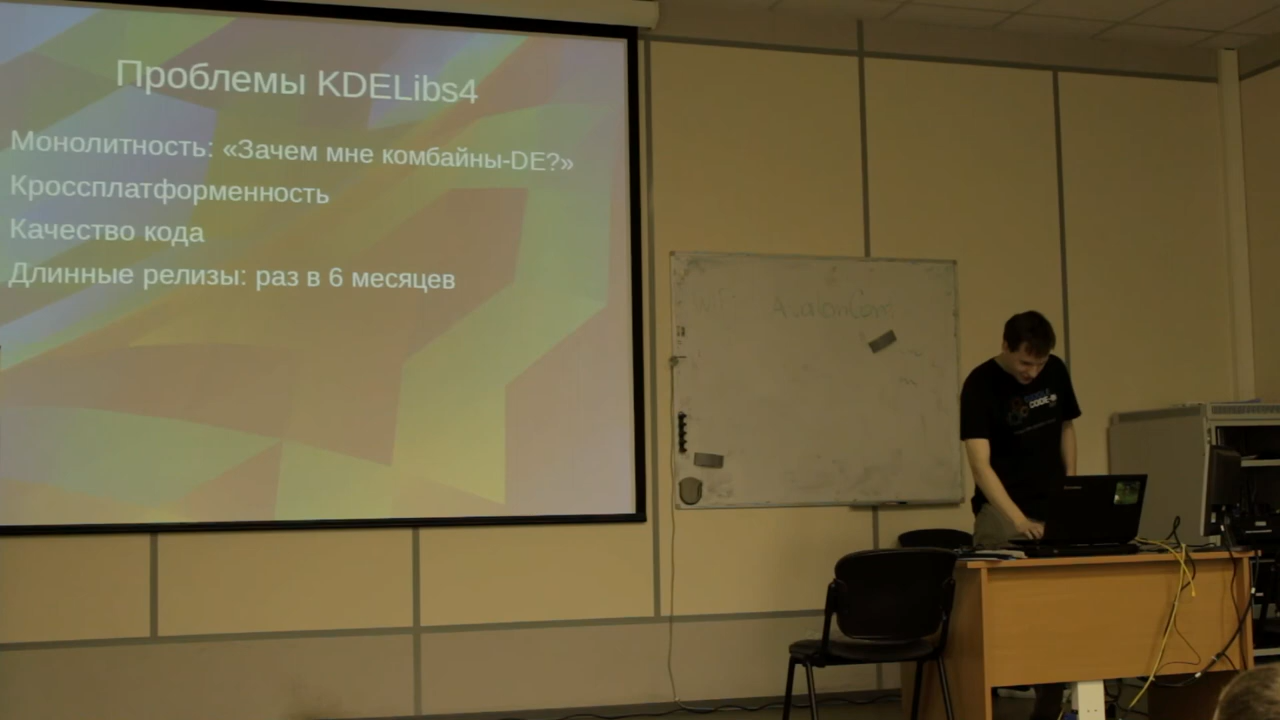 Проблемы KDELibs4
Монолитность: «Зачем мне комбайны-DE?»
Кроссплатформенность
Качество кода
Длинные релизы: раз в 6 месяцев